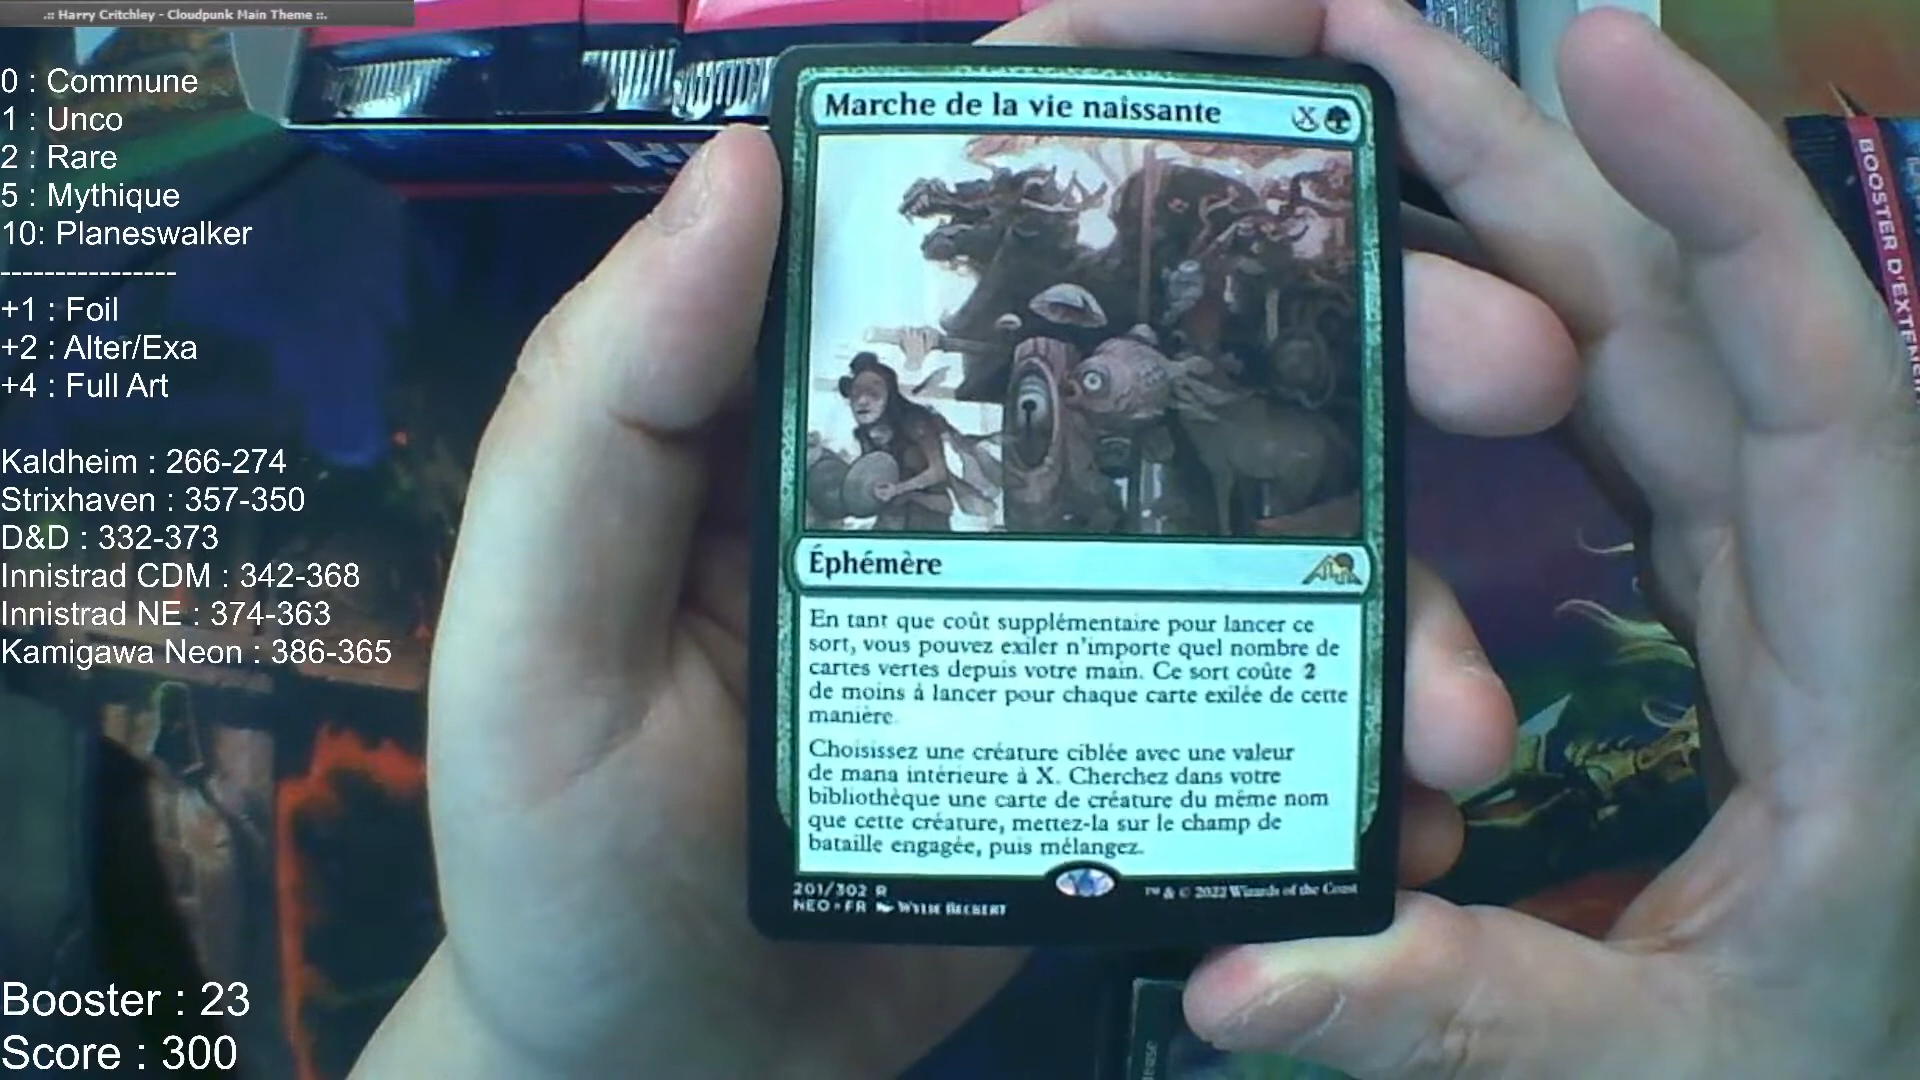 .:: Harry Critchley - Cloudpunk Main Theme ::.
0 : Commune
1 : Unco
2 : Rare
5 : Mythique
10: Planeswalker
----------------
+1 : Foil
+2 : Alter/Exa
+4 : Full Art
Kaldheim : 266-274
Strixhaven : 357-350
D&D : 332-373
Innistrad CDM : 342-368
Innistrad NE : 374-363
Kamigawa Neon : 386-365
Booster : 23
Score : 300
Marche de la vie naissante X
Éphémère
En tant que coût supplémentaire pour lancer ce
sort, vous pouvez exiler n'importe quel nombre de
cartes vertes depuis votre main. Ce sort coûte 2
de moins à lancer pour chaque carte exilée de cette
manière.
Choisissez une créature ciblée avec une valeur
de mana inférieure à X. Cherchez dans votre
bibliothèque une carte de créature du même nom
que cette créature, mettez-la sur le champ de
bataille engagée, puis mélangez.
201/302 R
NEO • FR Wylie Beckert
™ & © 2022 Wizards of the Coast
BOOSTER D'EXTEN